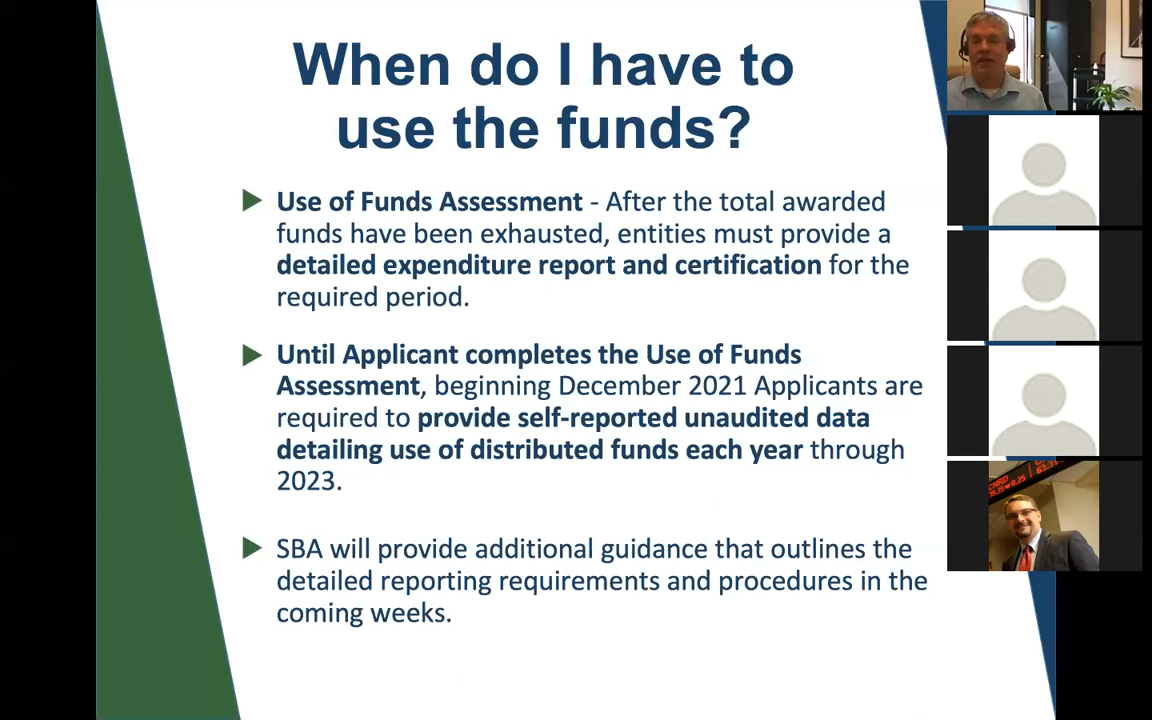 When do I have to
use the funds?
Use of Funds Assessment - After the total awarded
funds have been exhausted, entities must provide a
detailed expenditure report and certification for the
required period.
Until Applicant completes the Use of Funds
Assessment, beginning December 2021 Applicants are
required to provide self-reported unaudited data
detailing use of distributed funds each year through
2023.
SBA will provide additional guidance that outlines the
detailed reporting requirements and procedures in the
coming weeks.